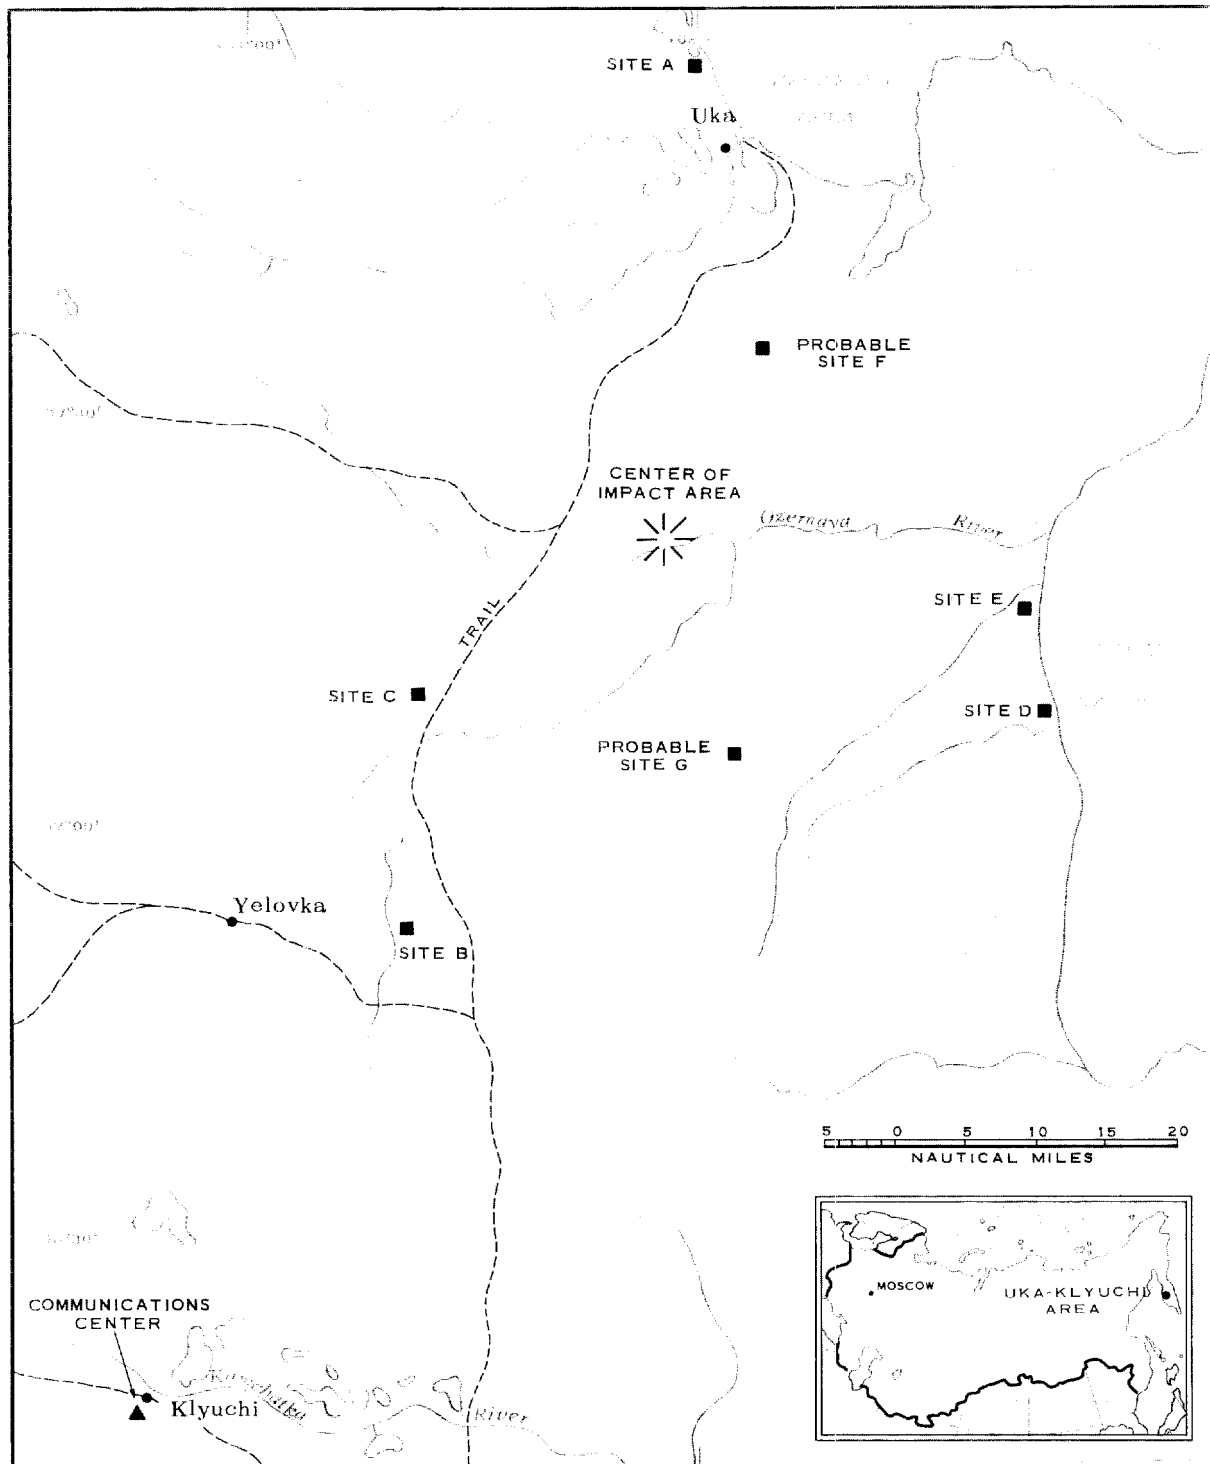 SITE A
Uka
PROBABLE
SITE F
CENTER OF
IMPACT AREA
Ozernaya River
TRAIL
SITE E
SITE C
SITE D
PROBABLE
SITE G
Yelovka
SITE B
5 0 5 10 15 20
NAUTICAL MILES
MOSCOW
UKA-KLYUCHI
AREA
COMMUNICATIONS
CENTER
Klyuchi
Kamchatka River